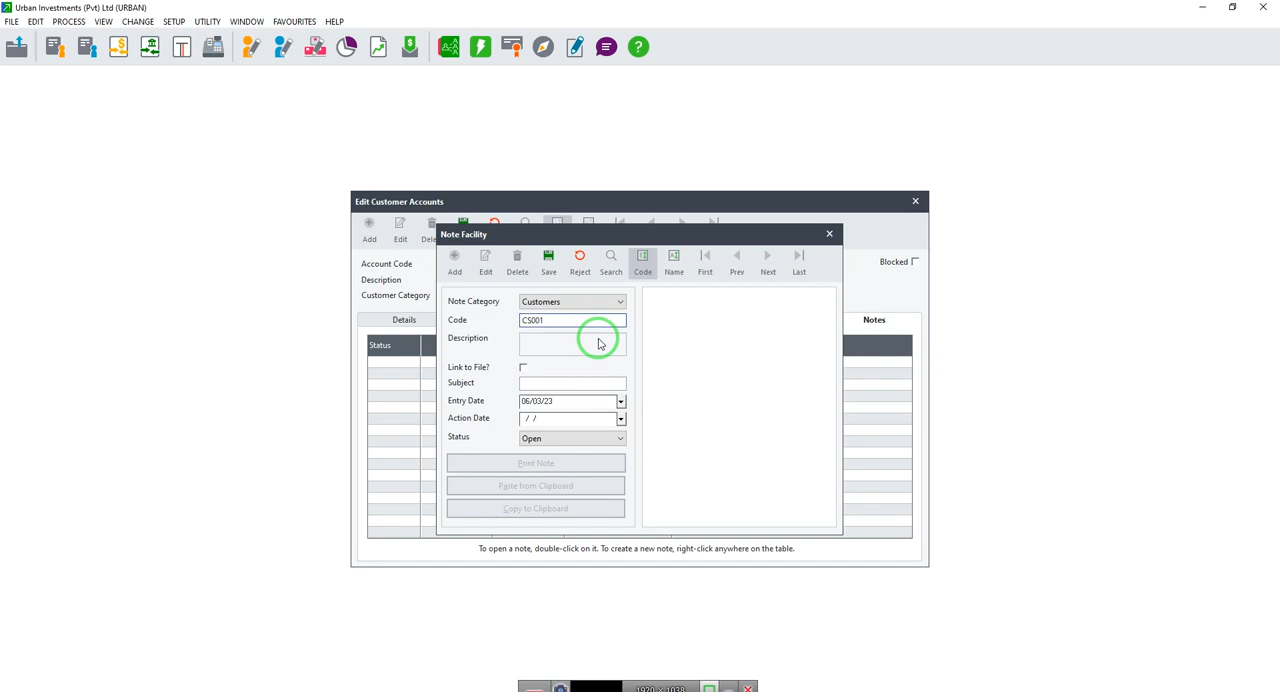 Urban Investments (Pvt) Ltd (URBAN)
FILE EDIT PROCESS VIEW CHANGE SETUP UTILITY WINDOW FAVOURITES HELP
Edit Customer Accounts
Add Edit Dele
Note Facility
Add Edit Delete Save Reject Search Code Name First Prev Next Last
Account Code
Description
Customer Category
Blocked
Details
Notes
Status
Note Category Customers
Code CS001
Description
Link to File?
Subject
Entry Date 06/03/23
Action Date / /
Status Open
Print Note
Paste from Clipboard
Copy to Clipboard
To open a note, double-click on it. To create a new note, right-click anywhere on the table.
1920 × 1038